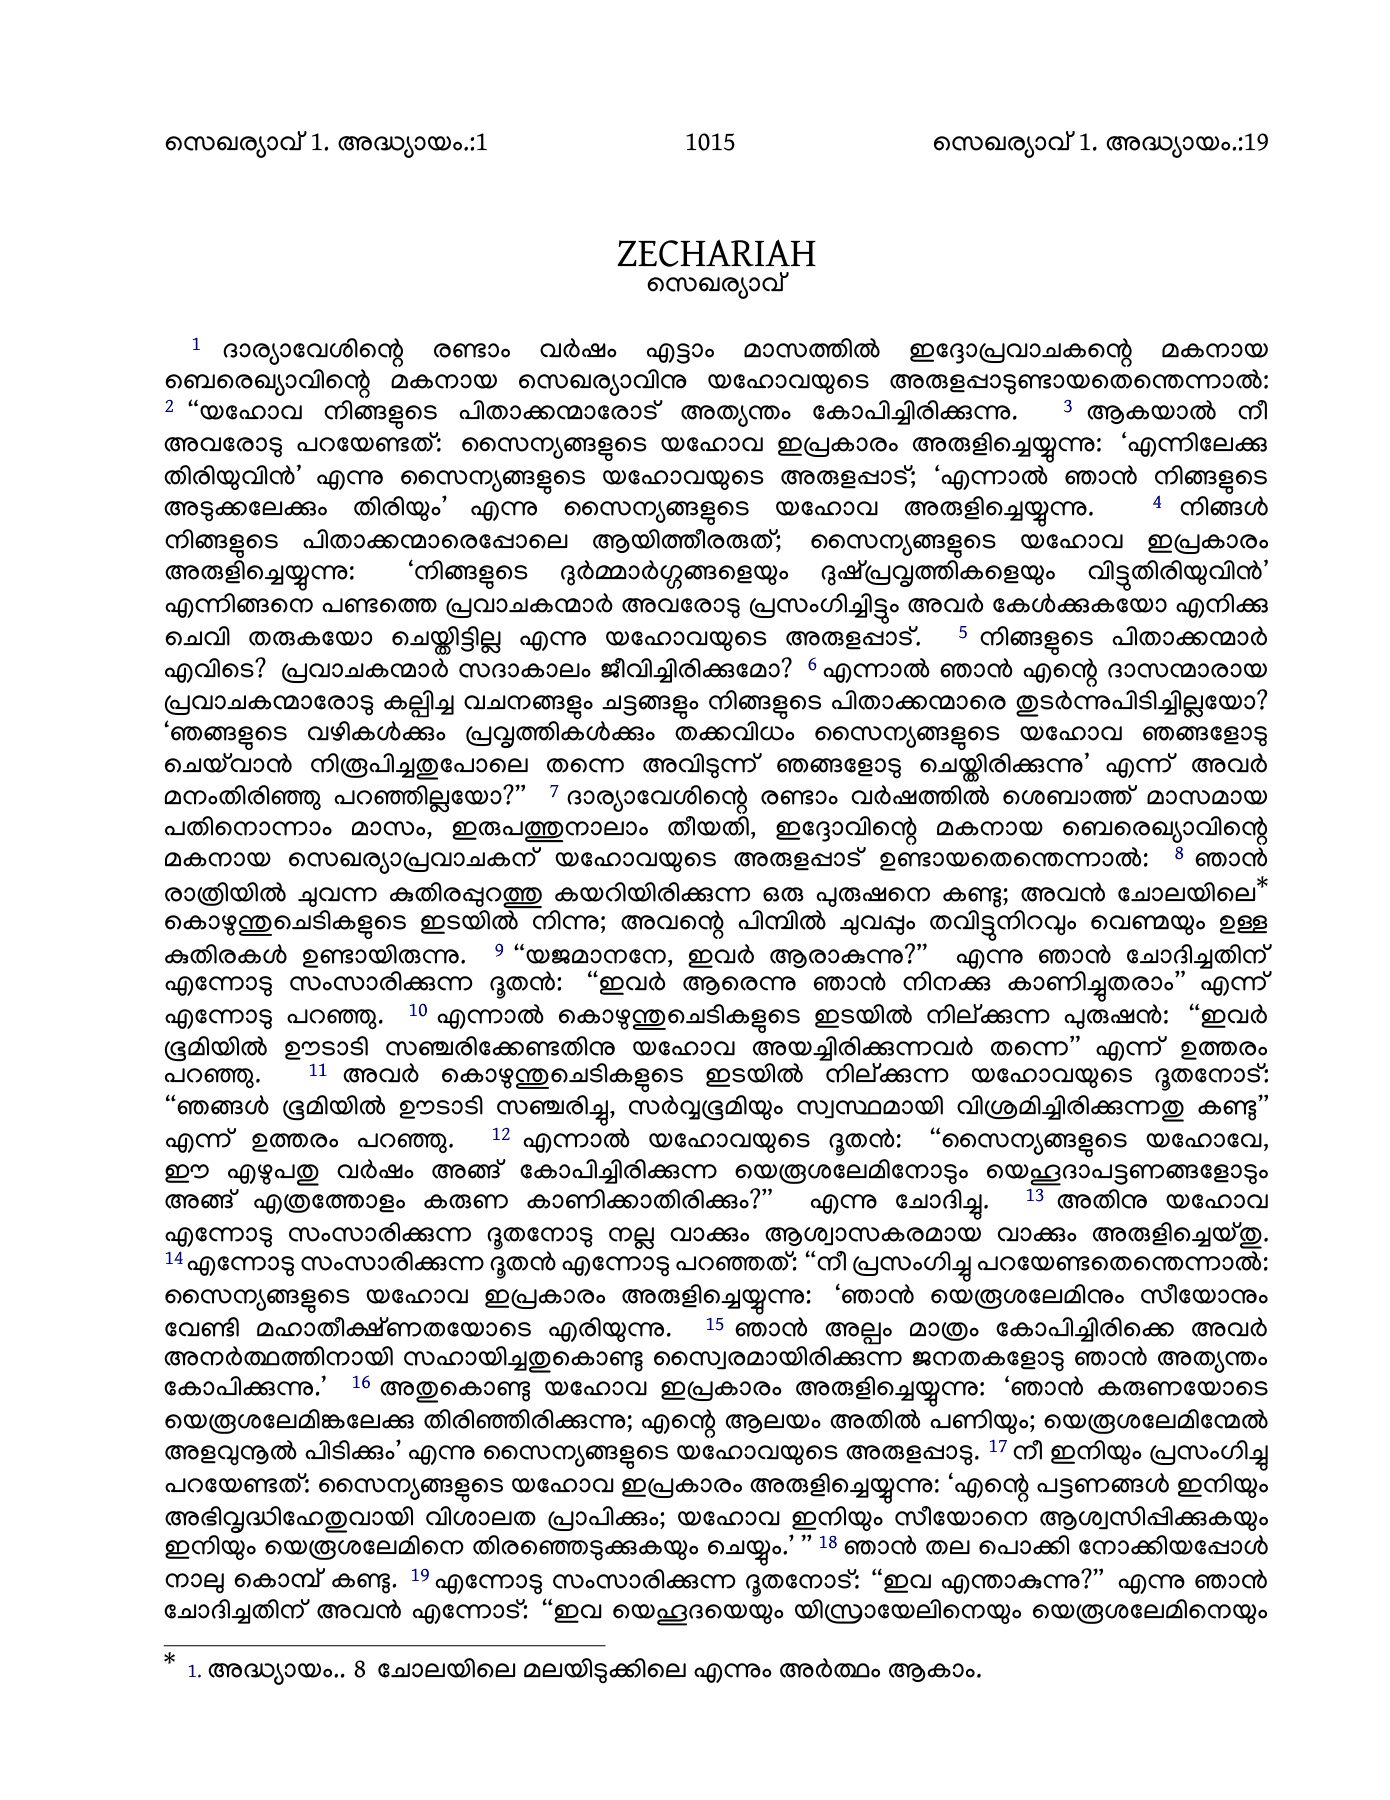 സെഖര്യാവ് 1. അദ്ധ്യായം.:1 1015 സെഖര്യാവ് 1. അദ്ധ്യായം.:19
ZECHARIAH
സെഖര്യാവ്
1 ദാര്യാവേശിന്റെ രണ്ടാം വർഷം എട്ടാം മാസത്തിൽ ഇദ്ദോപ്രവാചകന്റെ മകനായ
ബെരെഖ്യാവിന്റെ മകനായ സെഖര്യാവിനു യഹോവയുടെ അരുളപ്പാടുണ്ടായതെന്തെന്നാൽ:
2 “യഹോവ നിങ്ങളുടെ പിതാക്കന്മാരോട് അത്യന്തം കോപിച്ചിരിക്കുന്നു. 3 ആകയാൽ നീ
അവരോടു പറയേണ്ടത്: സൈന്യങ്ങളുടെ യഹോവ ഇപ്രകാരം അരുളിച്ചെയ്യുന്നു: ‘എന്നിലേക്കു
തിരിയുവിൻ’ എന്നു സൈന്യങ്ങളുടെ യഹോവയുടെ അരുളപ്പാട്; ‘എന്നാൽ ഞാൻ നിങ്ങളുടെ
അടുക്കലേക്കും തിരിയും’ എന്നു സൈന്യങ്ങളുടെ യഹോവ അരുളിച്ചെയ്യുന്നു. 4 നിങ്ങൾ
നിങ്ങളുടെ പിതാക്കന്മാരെപ്പോലെ ആയിത്തീരരുത്; സൈന്യങ്ങളുടെ യഹോവ ഇപ്രകാരം
അരുളിച്ചെയ്യുന്നു: ‘നിങ്ങളുടെ ദുർമ്മാർഗ്ഗങ്ങളെയും ദുഷ്‌പ്രവൃത്തികളെയും വിട്ടുതിരിയുവിൻ’
എന്നിങ്ങനെ പണ്ടത്തെ പ്രവാചകന്മാർ അവരോടു പ്രസംഗിച്ചിട്ടും അവർ കേൾക്കുകയോ എനിക്കു
ചെവി തരുകയോ ചെയ്തിട്ടില്ല എന്നു യഹോവയുടെ അരുളപ്പാട്. 5 നിങ്ങളുടെ പിതാക്കന്മാർ
എവിടെ? പ്രവാചകന്മാർ സദാകാലം ജീവിച്ചിരിക്കുമോ? 6 എന്നാൽ ഞാൻ എന്റെ ദാസന്മാരായ
പ്രവാചകന്മാരോടു കല്പിച്ച വചനങ്ങളും ചട്ടങ്ങളും നിങ്ങളുടെ പിതാക്കന്മാരെ തുടർന്നുപിടിച്ചില്ലയോ?
‘ഞങ്ങളുടെ വഴികൾക്കും പ്രവൃത്തികൾക്കും തക്കവിധം സൈന്യങ്ങളുടെ യഹോവ ഞങ്ങളോടു
ചെയ്‌വാൻ നിരൂപിച്ചതുപോലെ തന്നെ അവിടുന്ന് ഞങ്ങളോടു ചെയ്തിരിക്കുന്നു’ എന്ന് അവർ
മനംതിരിഞ്ഞു പറഞ്ഞില്ലയോ?” 7 ദാര്യാവേശിന്റെ രണ്ടാം വർഷത്തിൽ ശെബാത്ത് മാസമായ
പതിനൊന്നാം മാസം, ഇരുപത്തുനാലാം തീയതി, ഇദ്ദോവിന്റെ മകനായ ബെരെഖ്യാവിന്റെ
മകനായ സെഖര്യാപ്രവാചകന് യഹോവയുടെ അരുളപ്പാട് ഉണ്ടായതെന്തെന്നാൽ: 8 ഞാൻ
രാത്രിയിൽ ചുവന്ന കുതിരപ്പുറത്തു കയറിയിരിക്കുന്ന ഒരു പുരുഷനെ കണ്ടു; അവൻ ചോലയിലെ*
കൊഴുന്തുചെടികളുടെ ഇടയിൽ നിന്നു; അവന്റെ പിമ്പിൽ ചുവപ്പും തവിട്ടുനിറവും വെണ്മയും ഉള്ള
കുതിരകൾ ഉണ്ടായിരുന്നു. 9 “യജമാനനേ, ഇവർ ആരാകുന്നു?” എന്നു ഞാൻ ചോദിച്ചതിന്
എന്നോടു സംസാരിക്കുന്ന ദൂതൻ: “ഇവർ ആരെന്നു ഞാൻ നിനക്കു കാണിച്ചുതരാം” എന്ന്
എന്നോടു പറഞ്ഞു. 10 എന്നാൽ കൊഴുന്തുചെടികളുടെ ഇടയിൽ നില്ക്കുന്ന പുരുഷൻ: “ഇവർ
ഭൂമിയിൽ ഊടാടി സഞ്ചരിക്കേണ്ടതിനു യഹോവ അയച്ചിരിക്കുന്നവർ തന്നെ” എന്ന് ഉത്തരം
പറഞ്ഞു. 11 അവർ കൊഴുന്തുചെടികളുടെ ഇടയിൽ നില്ക്കുന്ന യഹോവയുടെ ദൂതനോട്:
“ഞങ്ങൾ ഭൂമിയിൽ ഊടാടി സഞ്ചരിച്ചു, സർവ്വഭൂമിയും സ്വസ്ഥമായി വിശ്രമിച്ചിരിക്കുന്നതു കണ്ടു”
എന്ന് ഉത്തരം പറഞ്ഞു. 12 എന്നാൽ യഹോവയുടെ ദൂതൻ: “സൈന്യങ്ങളുടെ യഹോവേ,
ഈ എഴുപതു വർഷം അങ്ങ് കോപിച്ചിരിക്കുന്ന യെരൂശലേമിനോടും യെഹൂദാപട്ടണങ്ങളോടും
അങ്ങ് എത്രത്തോളം കരുണ കാണിക്കാതിരിക്കും?” എന്നു ചോദിച്ചു. 13 അതിനു യഹോവ
എന്നോടു സംസാരിക്കുന്ന ദൂതനോടു നല്ല വാക്കും ആശ്വാസകരമായ വാക്കും അരുളിച്ചെയ്തു.
14 എന്നോടു സംസാരിക്കുന്ന ദൂതൻ എന്നോടു പറഞ്ഞത്: “നീ പ്രസംഗിച്ചു പറയേണ്ടതെന്തെന്നാൽ:
സൈന്യങ്ങളുടെ യഹോവ ഇപ്രകാരം അരുളിച്ചെയ്യുന്നു: ‘ഞാൻ യെരൂശലേമിനും സീയോനും
വേണ്ടി മഹാതീക്ഷ്ണതയോടെ എരിയുന്നു. 15 ഞാൻ അല്പം മാത്രം കോപിച്ചിരിക്കെ അവർ
അനർത്ഥത്തിനായി സഹായിച്ചതുകൊണ്ടു സ്വൈരമായിരിക്കുന്ന ജനതകളോടു ഞാൻ അത്യന്തം
കോപിക്കുന്നു.’ 16 അതുകൊണ്ടു യഹോവ ഇപ്രകാരം അരുളിച്ചെയ്യുന്നു: ‘ഞാൻ കരുണയോടെ
യെരൂശലേമിങ്കലേക്കു തിരിഞ്ഞിരിക്കുന്നു; എന്റെ ആലയം അതിൽ പണിയും; യെരൂശലേമിന്മേൽ
അളവുനൂൽ പിടിക്കും’ എന്നു സൈന്യങ്ങളുടെ യഹോവയുടെ അരുളപ്പാടു. 17 നീ ഇനിയും പ്രസംഗിച്ചു
പറയേണ്ടത്: സൈന്യങ്ങളുടെ യഹോവ ഇപ്രകാരം അരുളിച്ചെയ്യുന്നു: ‘എന്റെ പട്ടണങ്ങൾ ഇനിയും
അഭിവൃദ്ധിഹേതുവായി വിശാലത പ്രാപിക്കും; യഹോവ ഇനിയും സീയോനെ ആശ്വസിപ്പിക്കുകയും
ഇനിയും യെരൂശലേമിനെ തിരഞ്ഞെടുക്കുകയും ചെയ്യും.’ ” 18 ഞാൻ തല പൊക്കി നോക്കിയപ്പോൾ
നാലു കൊമ്പ് കണ്ടു. 19 എന്നോടു സംസാരിക്കുന്ന ദൂതനോട്: “ഇവ എന്താകുന്നു?” എന്നു ഞാൻ
ചോദിച്ചതിന് അവൻ എന്നോട്: “ഇവ യെഹൂദയെയും യിസ്രായേലിനെയും യെരൂശലേമിനെയും
* 1. അദ്ധ്യായം.. 8 ചോലയിലെ മലയിടുക്കിലെ എന്നും അർത്ഥം ആകാം.